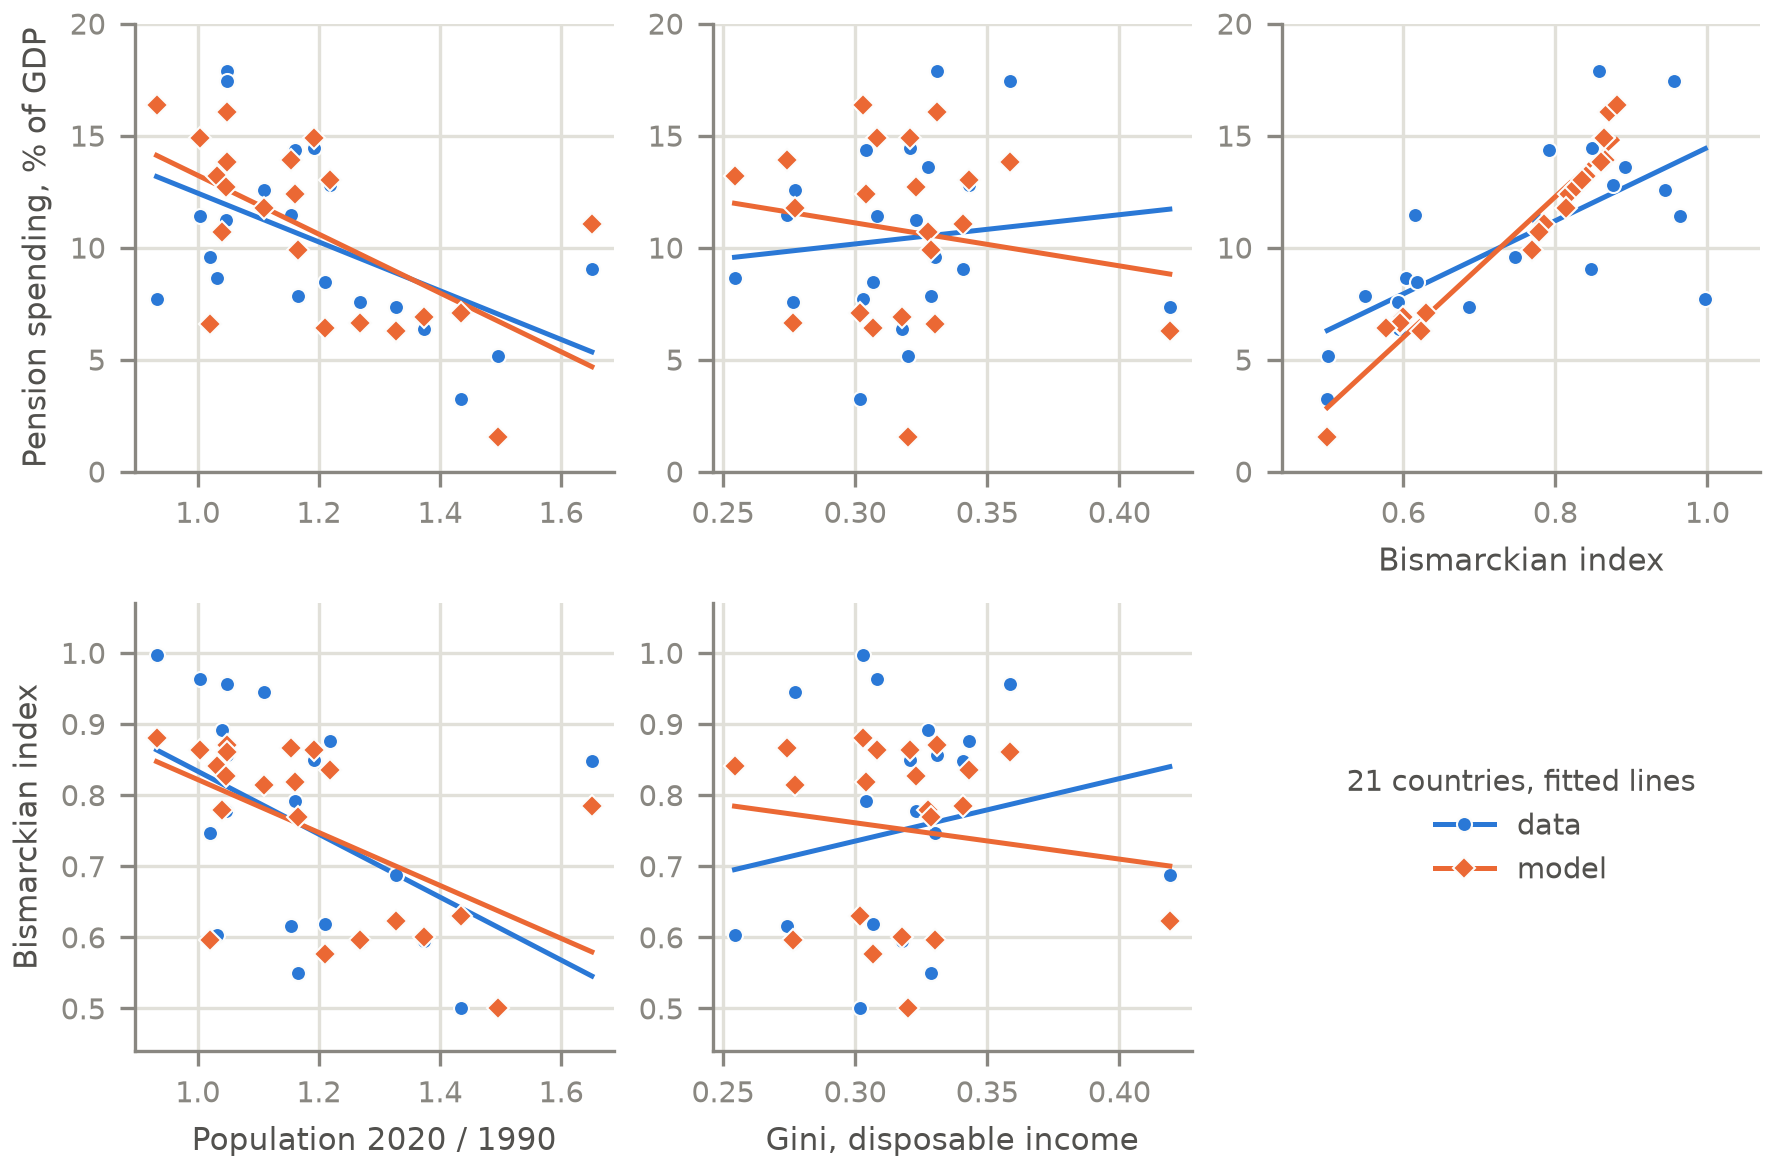 Pension spending, % of GDP
20
15
10
5
0
1.0 1.2 1.4 1.6
20
15
10
5
0
0.25 0.30 0.35 0.40
20
15
10
5
0
0.6 0.8 1.0
Bismarckian index
Bismarckian index
1.0
0.9
0.8
0.7
0.6
0.5
1.0 1.2 1.4 1.6
Population 2020 / 1990
1.0
0.9
0.8
0.7
0.6
0.5
0.25 0.30 0.35 0.40
Gini, disposable income
21 countries, fitted lines
data
model